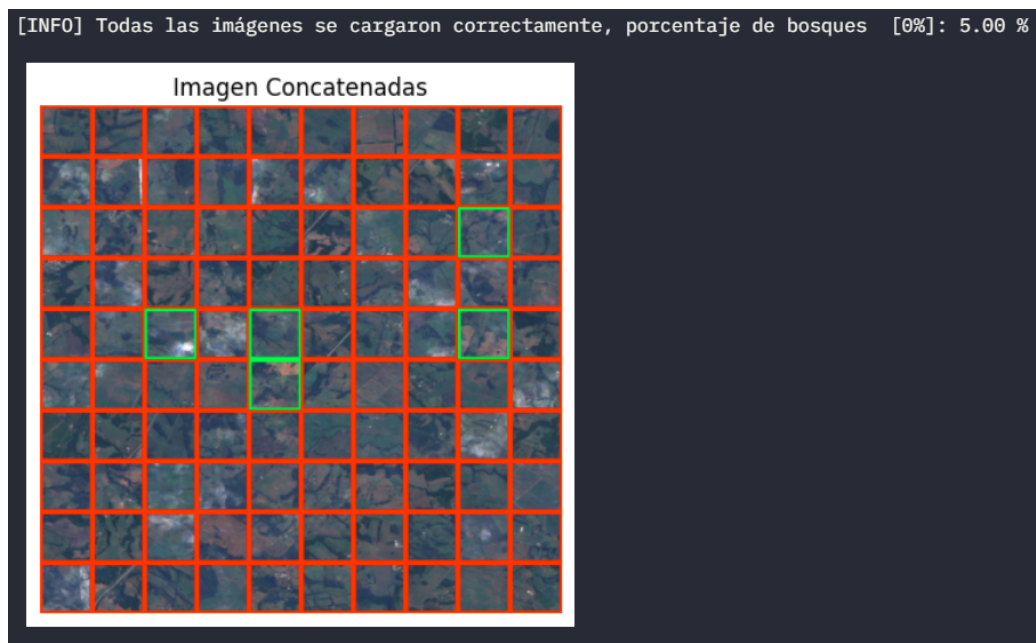 [INFO] Todas las imágenes se cargaron correctamente, porcentaje de bosques  [0%]: 5.00 %
Imagen Concatenadas